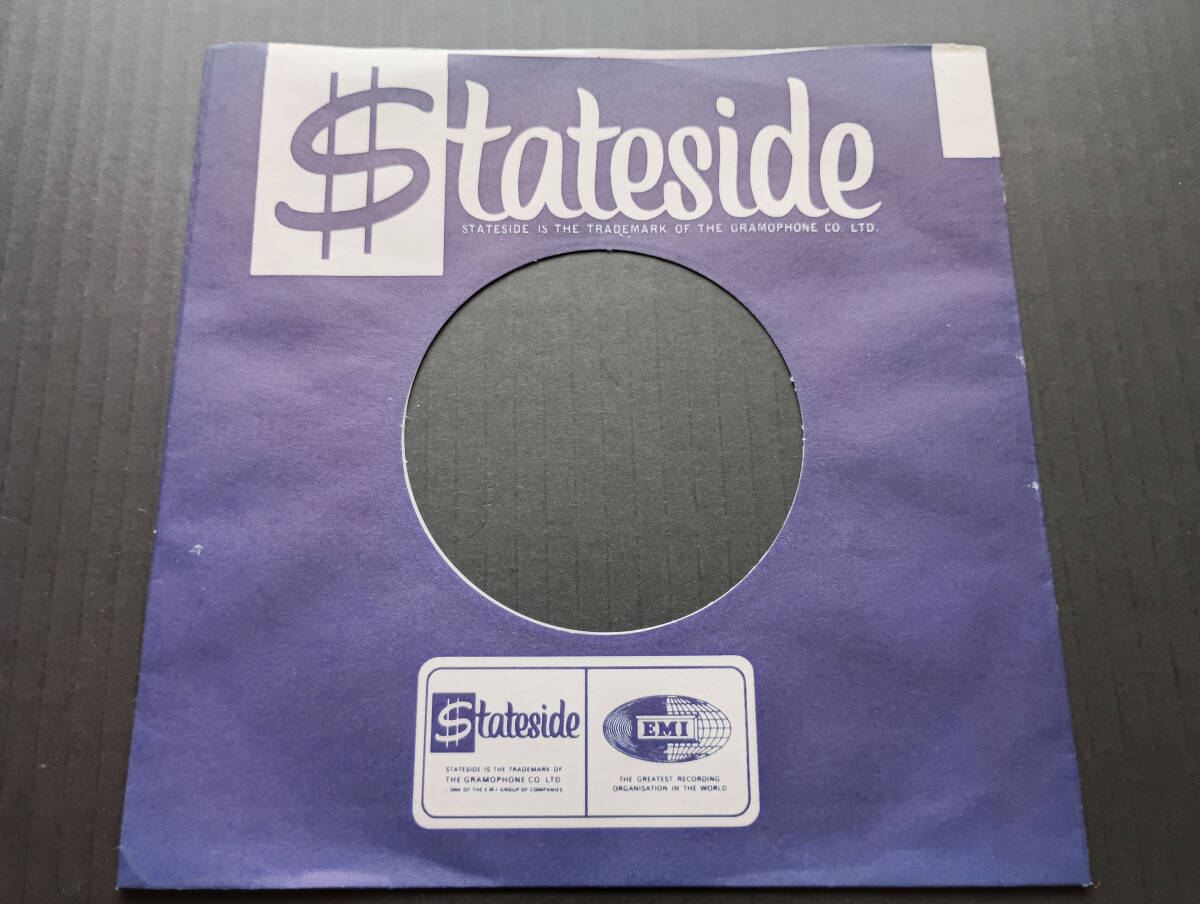 $tateside
STATESIDE IS THE TRADEMARK OF THE GRAMOPHONE CO. LTD.
$tateside
STATESIDE IS THE TRADEMARK OF
THE GRAMOPHONE CO. LTD
- ONE OF THE E.M.I. GROUP OF COMPANIES
EMI
THE GREATEST RECORDING
ORGANISATION IN THE WORLD